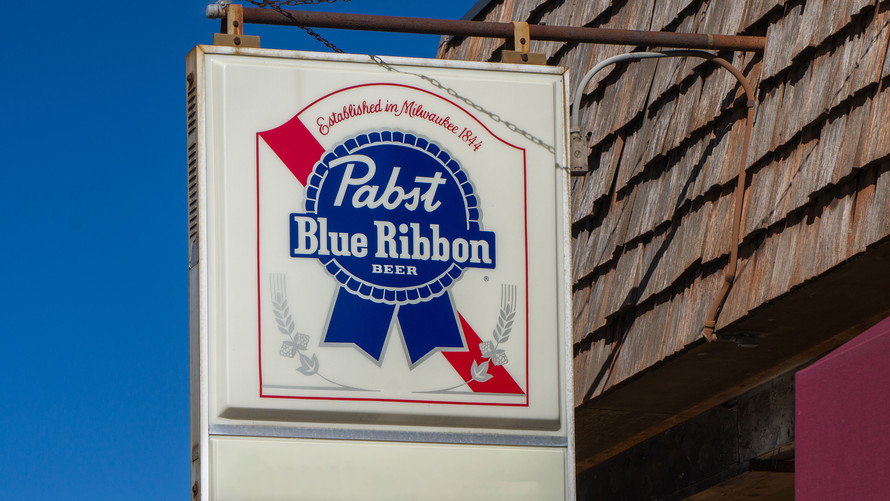 Established in Milwaukee 1844
Pabst
Blue Ribbon
BEER
®